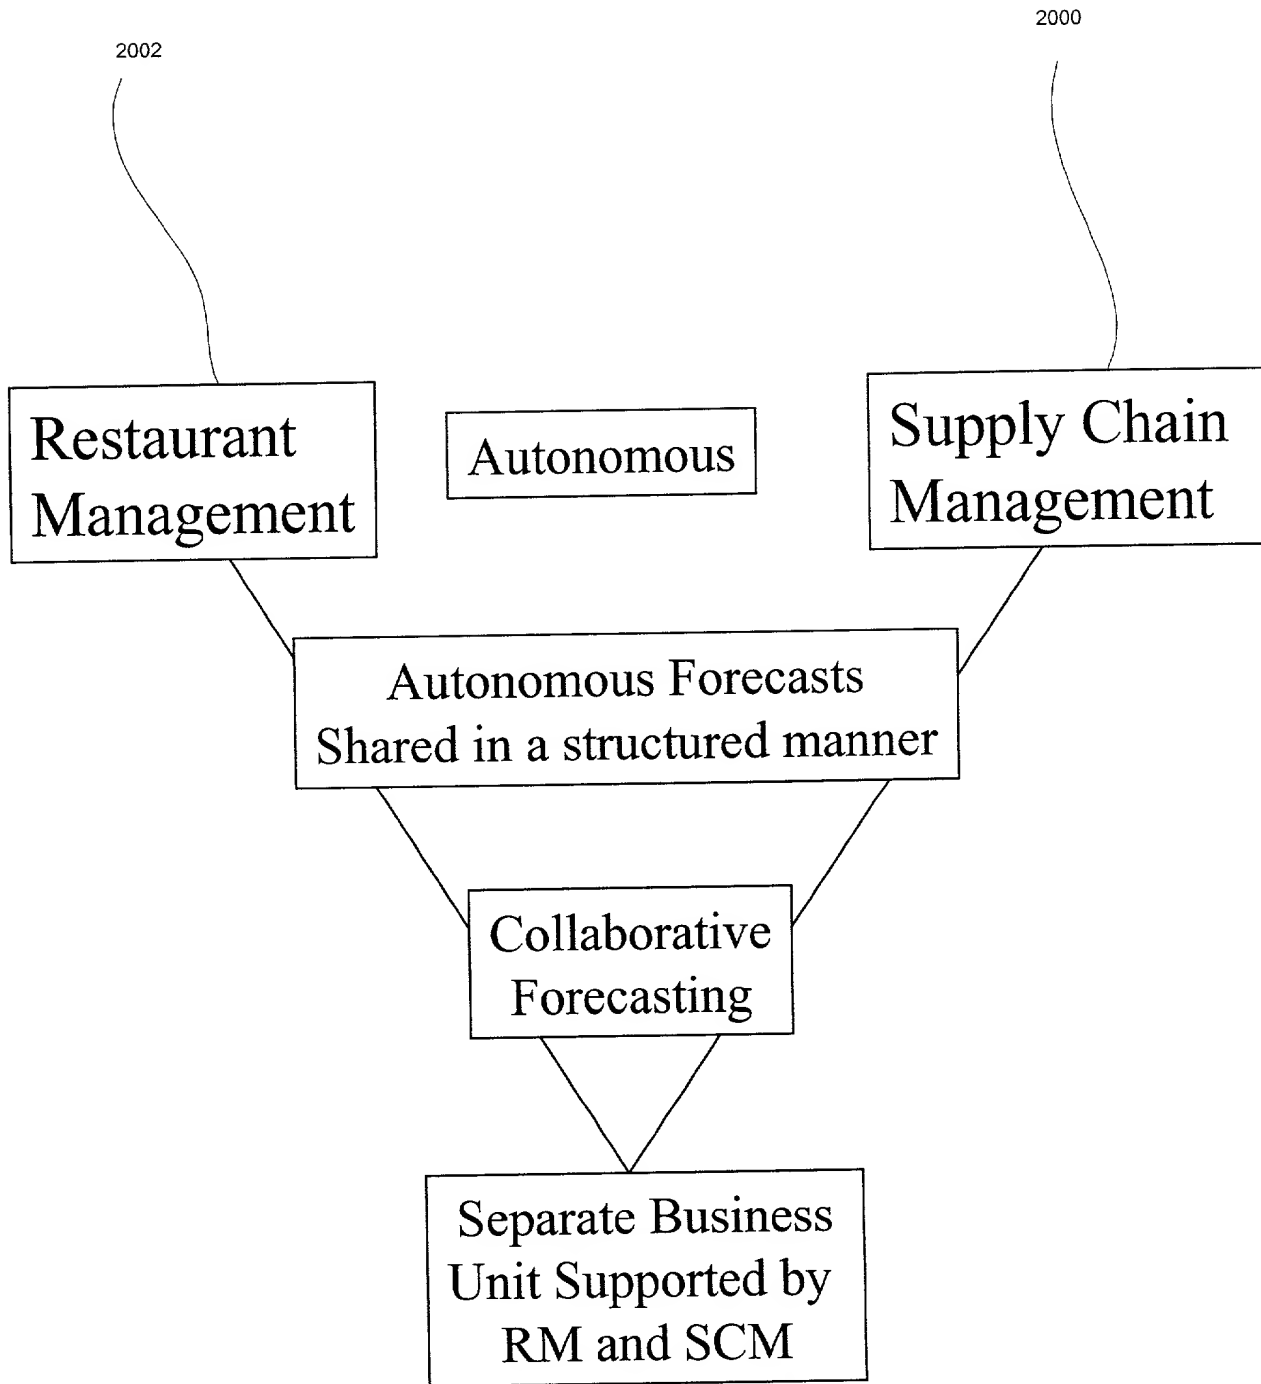 2002
2000
Restaurant
Management
Autonomous
Supply Chain
Management
Autonomous Forecasts
Shared in a structured manner
Collaborative
Forecasting
Separate Business
Unit Supported by
RM and SCM